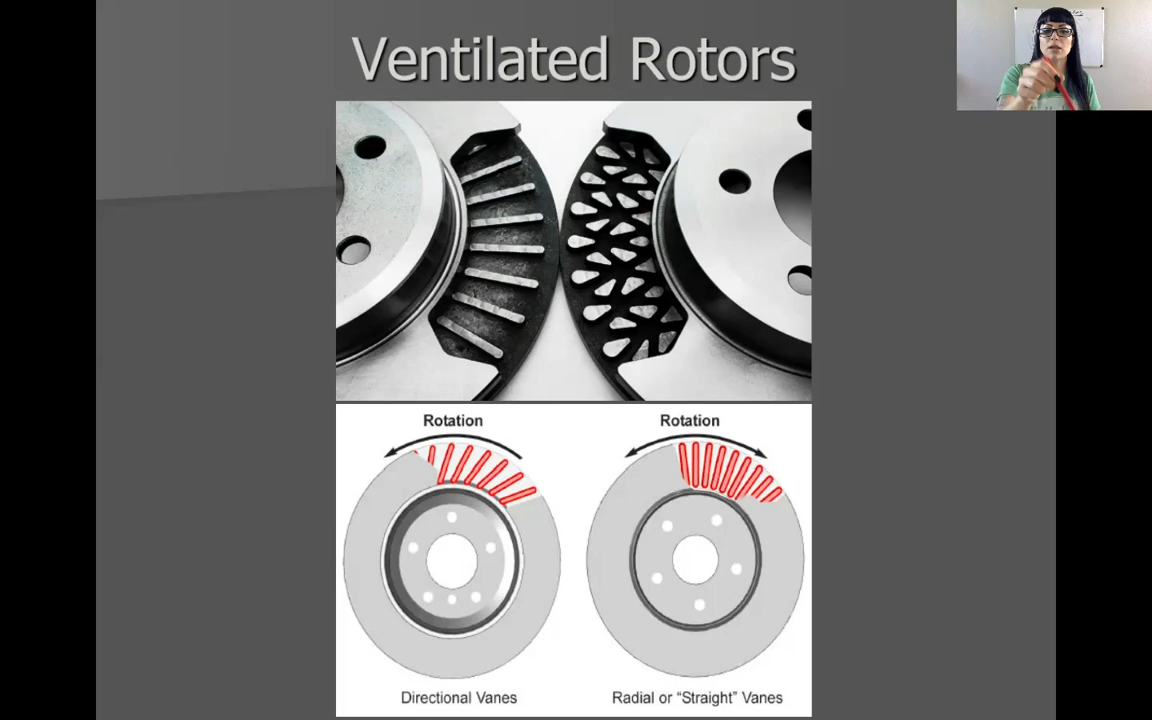 Ventilated Rotors
Rotation
Rotation
Directional Vanes
Radial or “Straight” Vanes